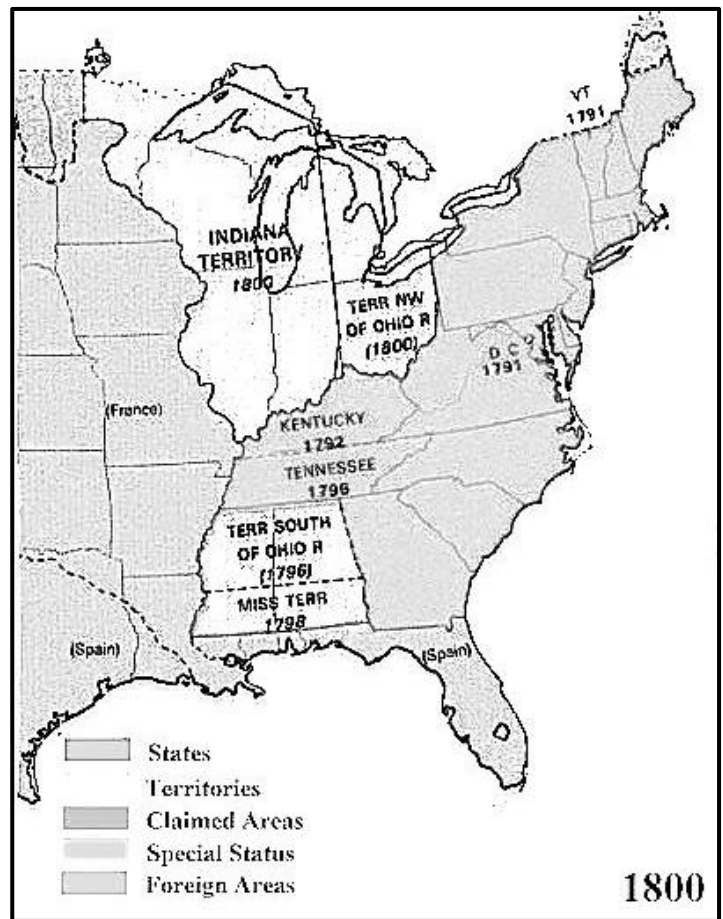 VT
1791
INDIANA
TERRITORY
1800
TERR NW
OF OHIO R
(1800)
D C
1791
(France)
KENTUCKY
1792
TENNESSEE
1796
TERR SOUTH
OF OHIO R
(1796)
MISS TERR
1798
(Spain)
(Spain)
States
Territories
Claimed Areas
Special Status
Foreign Areas
1800